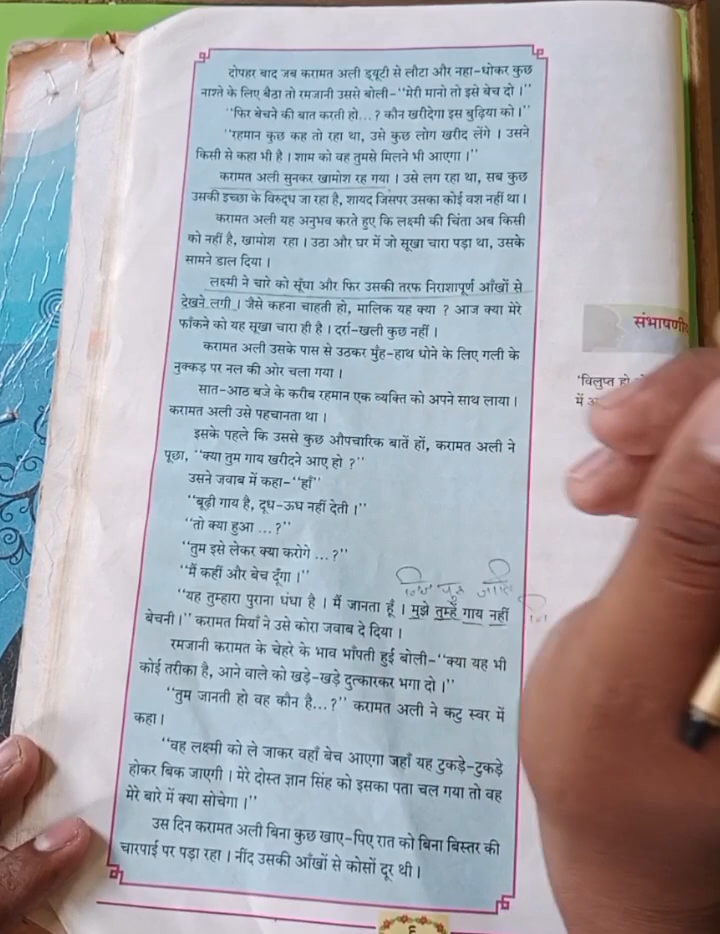 दोपहर बाद जब करामत अली ड्यूटी से लौटा और नहा-धोकर कुछ
नाश्ते के लिए बैठा तो रमजानी उससे बोली-‘‘मेरी मानो तो इसे बेच दो ।’’
‘‘फिर बेचने की बात करती हो... ? कौन खरीदेगा इस बुढ़िया को ।’’
‘‘रहमान कुछ कह तो रहा था, उसे कुछ लोग खरीद लेंगे । उसने
किसी से कहा भी है । शाम को वह तुमसे मिलने भी आएगा ।’’
करामत अली सुनकर खामोश रह गया । उसे लग रहा था, सब कुछ
उसकी इच्छा के विरुद्ध जा रहा है, शायद जिसपर उसका कोई वश नहीं था ।
करामत अली यह अनुभव करते हुए कि लक्ष्मी की चिंता अब किसी
को नहीं है, खामोश रहा । उठा और घर में जो सूखा चारा पड़ा था, उसके
सामने डाल दिया ।
लक्ष्मी ने चारे को सूँघा और फिर उसकी तरफ निराशापूर्ण आँखों से
देखने लगी । जैसे कहना चाहती हो, मालिक यह क्या ? आज क्या मेरे
फाँकने को यह सूखा चारा ही है । दर्रा-खली कुछ नहीं ।
करामत अली उसके पास से उठकर मुँह-हाथ धोने के लिए गली के
नुक्कड़ पर नल की ओर चला गया ।
सात-आठ बजे के करीब रहमान एक व्यक्ति को अपने साथ लाया ।
करामत अली उसे पहचानता था ।
इसके पहले कि उससे कुछ औपचारिक बातें हों, करामत अली ने
पूछा, ‘‘क्या तुम गाय खरीदने आए हो ?’’
उसने जवाब में कहा-‘‘हाँ’’
‘‘बूढ़ी गाय है, दूध-ऊध नहीं देती ।’’
‘‘तो क्या हुआ ...?’’
‘‘तुम इसे लेकर क्या करोगे ...?’’
‘‘मैं कहीं और बेच दूँगा ।’’
‘‘यह तुम्हारा पुराना धंधा है । मैं जानता हूँ । मुझे तुम्हें गाय नहीं
बेचनी ।’’ करामत मियाँ ने उसे कोरा जवाब दे दिया ।
रमजानी करामत के चेहरे के भाव भाँपती हुई बोली-‘‘क्या यह भी
कोई तरीका है, आने वाले को खड़े-खड़े दुत्कारकर भगा दो ।’’
‘‘तुम जानती हो वह कौन है...?’’ करामत अली ने कटु स्वर में
कहा ।
‘‘वह लक्ष्मी को ले जाकर वहाँ बेच आएगा जहाँ यह टुकड़े-टुकड़े
होकर बिक जाएगी । मेरे दोस्त ज्ञान सिंह को इसका पता चल गया तो वह
मेरे बारे में क्या सोचेगा ।’’
उस दिन करामत अली बिना कुछ खाए-पिए रात को बिना बिस्तर की
चारपाई पर पड़ा रहा । नींद उसकी आँखों से कोसों दूर थी ।
६
संभाषणीय
‘विलुप्त हो
में